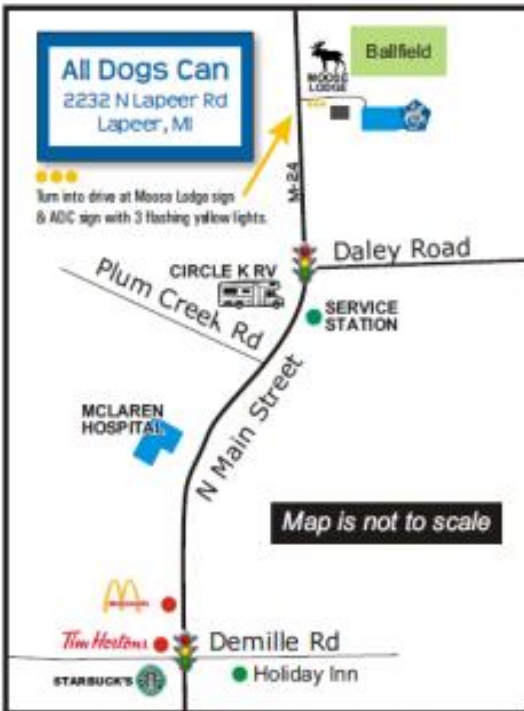 All Dogs Can
2232 N Lapeer Rd
Lapeer, MI
Turn into drive at Moose Lodge sign
& ADC sign with 3 flashing yellow lights.
MOOSE
LODGE
Ballfield
M-24
Daley Road
CIRCLE K RV
Plum Creek Rd
SERVICE
STATION
MCLAREN
HOSPITAL
N Main Street
Map is not to scale
Tim Hortons
Demille Rd
STARBUCK'S
Holiday Inn